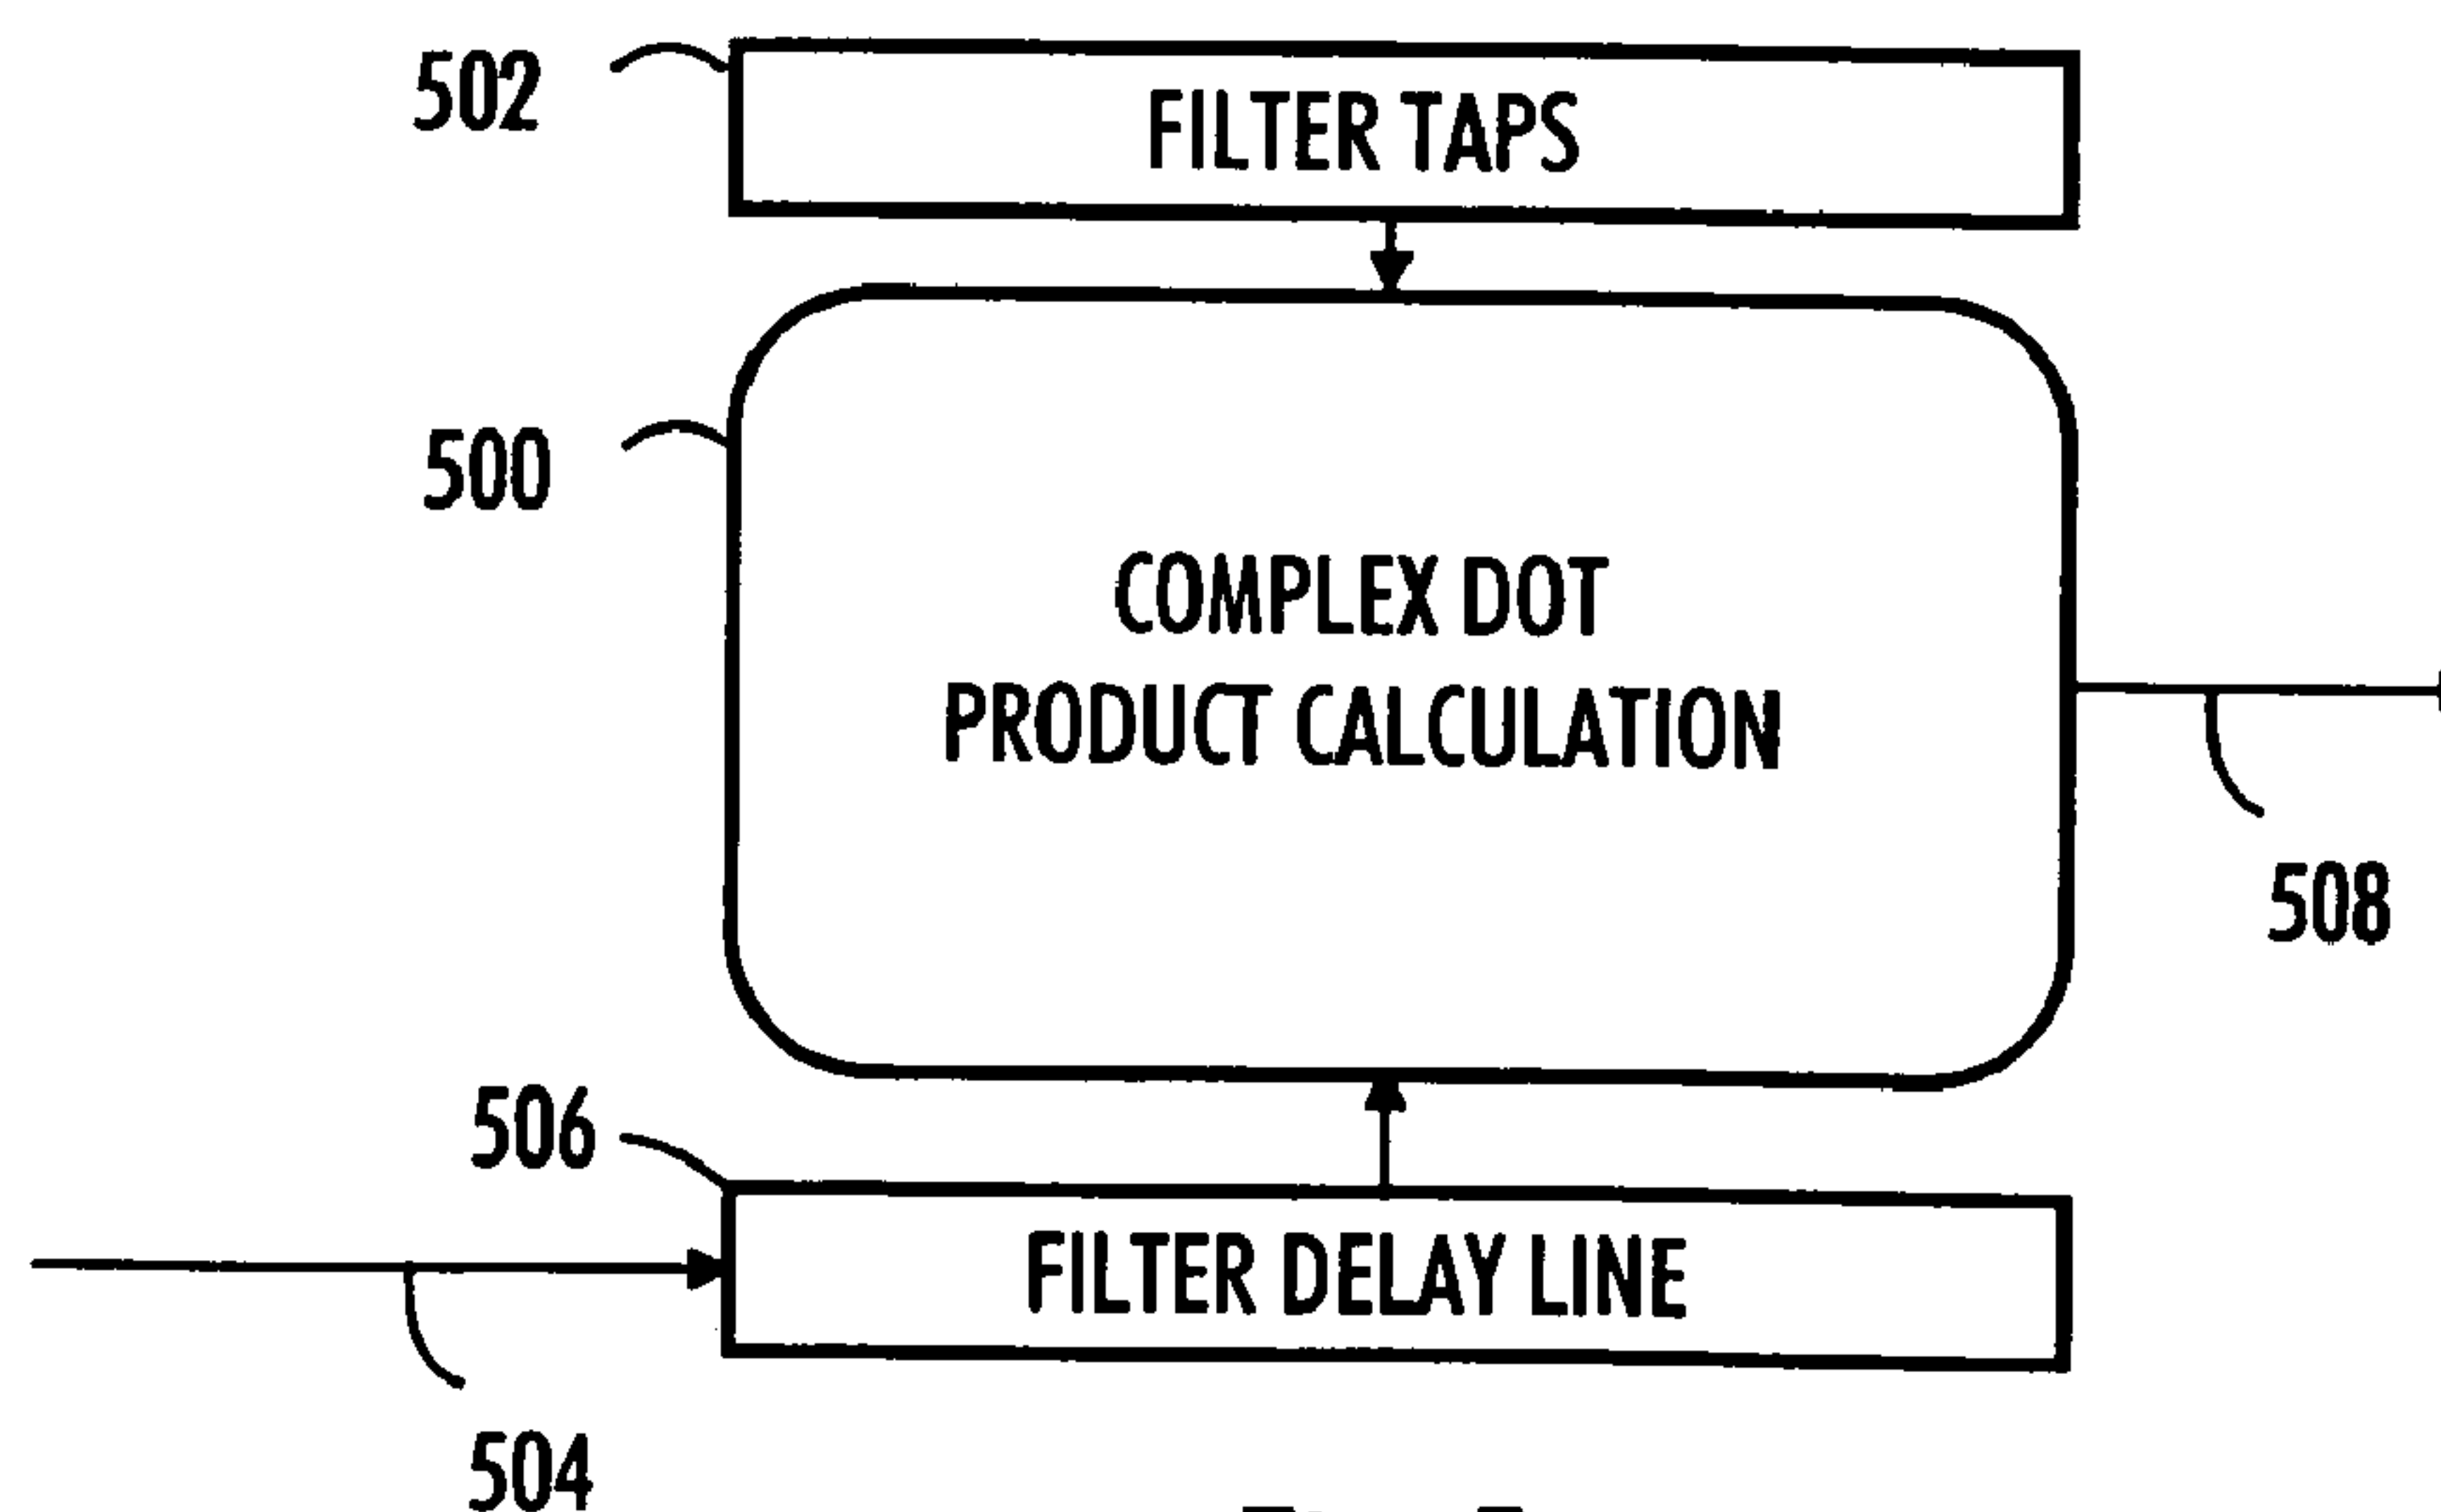 502
FILTER TAPS
500
COMPLEX DOT
PRODUCT CALCULATION
508
506
FILTER DELAY LINE
504